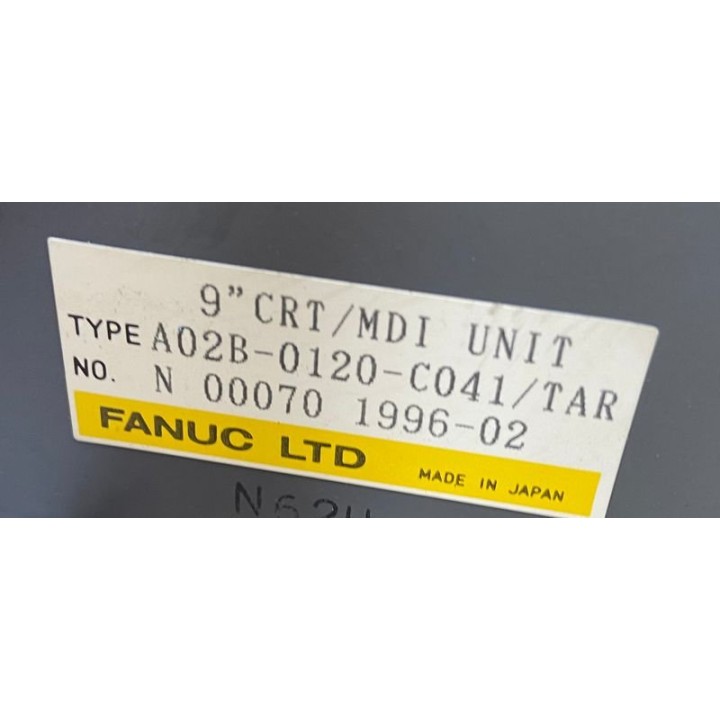 9"CRT/MDI UNIT
TYPE A02B-0120-C041/TAR
NO. N 00070 1996-02
FANUC LTD MADE IN JAPAN